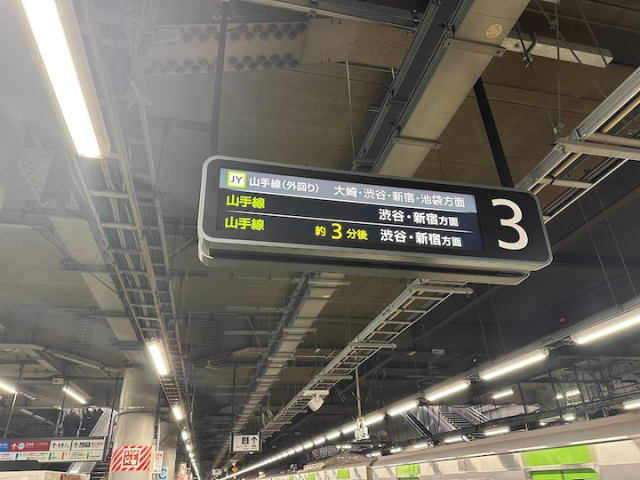 JY 山手線(外回り) 大崎・渋谷・新宿・池袋方面
山手線 渋谷・新宿方面
山手線 約3分後 渋谷・新宿方面
3